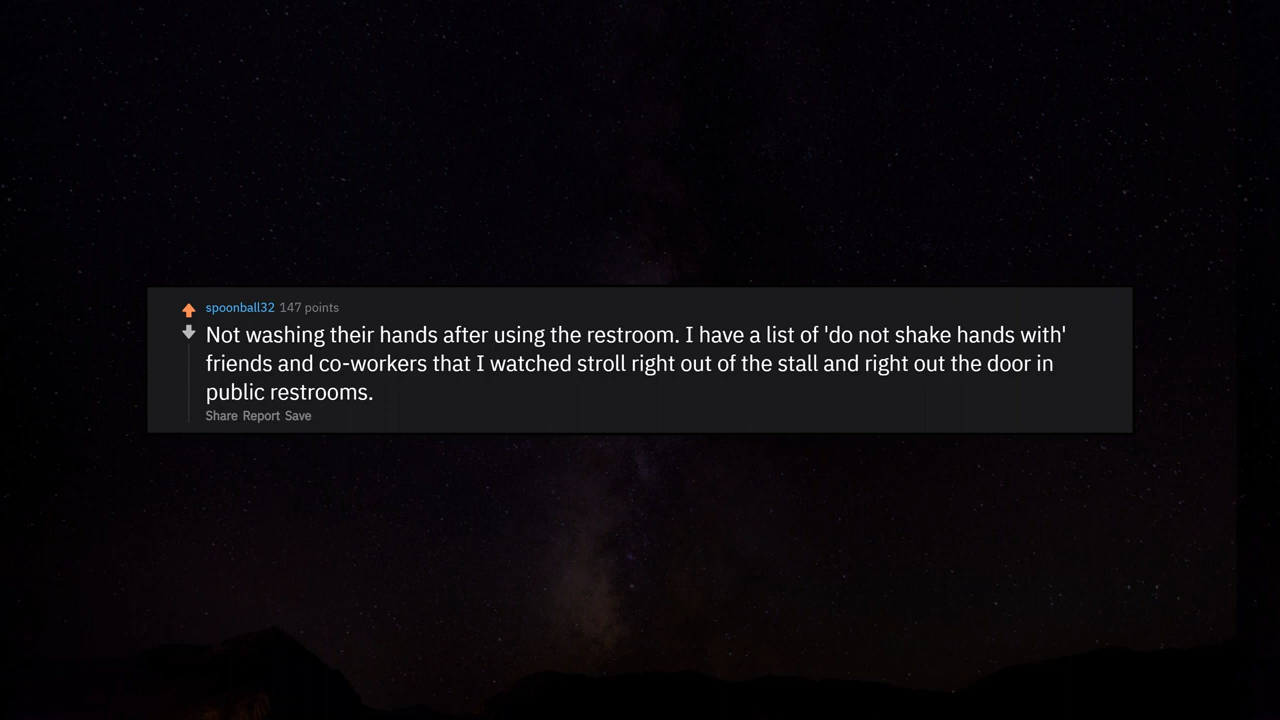 spoonball32 147 points
Not washing their hands after using the restroom. I have a list of 'do not shake hands with'
friends and co-workers that I watched stroll right out of the stall and right out the door in
public restrooms.
Share Report Save